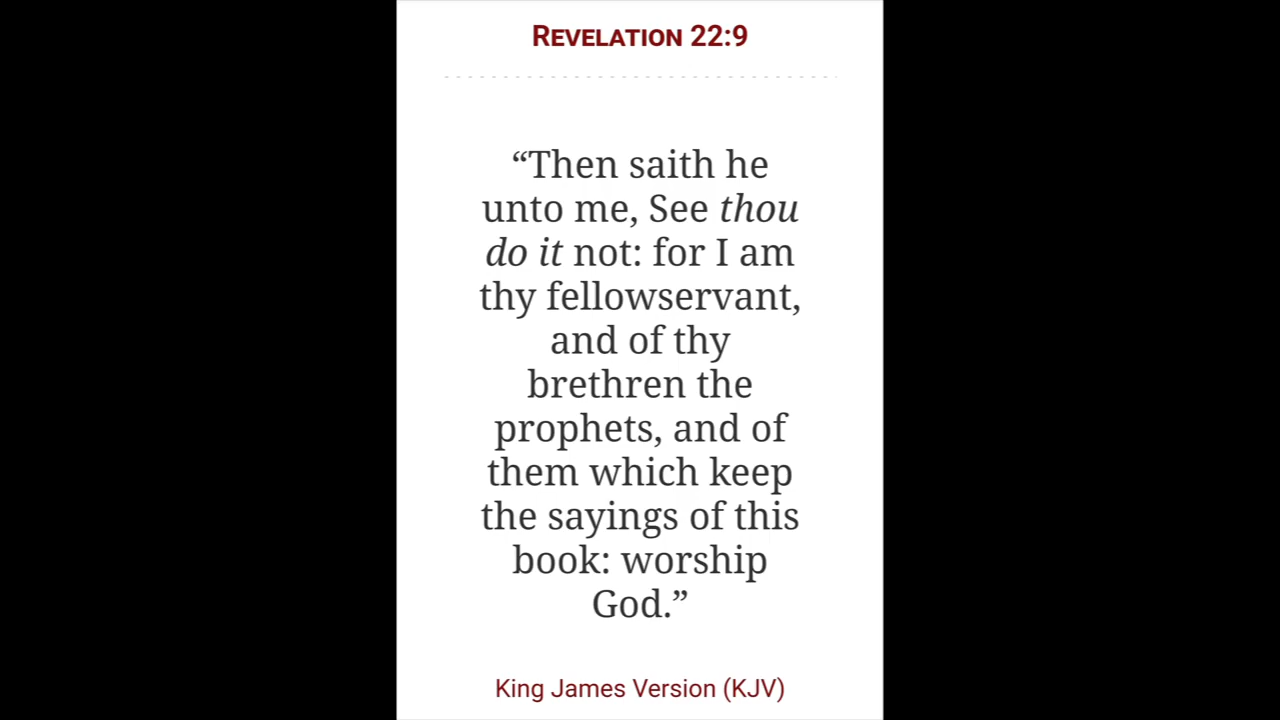 Revelation 22:9
“Then saith he
unto me, See thou
do it not: for I am
thy fellowservant,
and of thy
brethren the
prophets, and of
them which keep
the sayings of this
book: worship
God.”
King James Version (KJV)